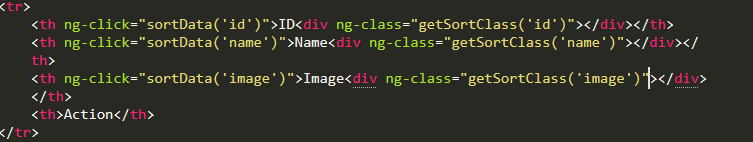 <tr>
<th ng-click="sortData('id')">ID<div ng-class="getSortClass('id')"></div></th>
<th ng-click="sortData('name')">Name<div ng-class="getSortClass('name')"></div></
th>
<th ng-click="sortData('image')">Image<div ng-class="getSortClass('image')"></div>
</th>
<th>Action</th>
</tr>